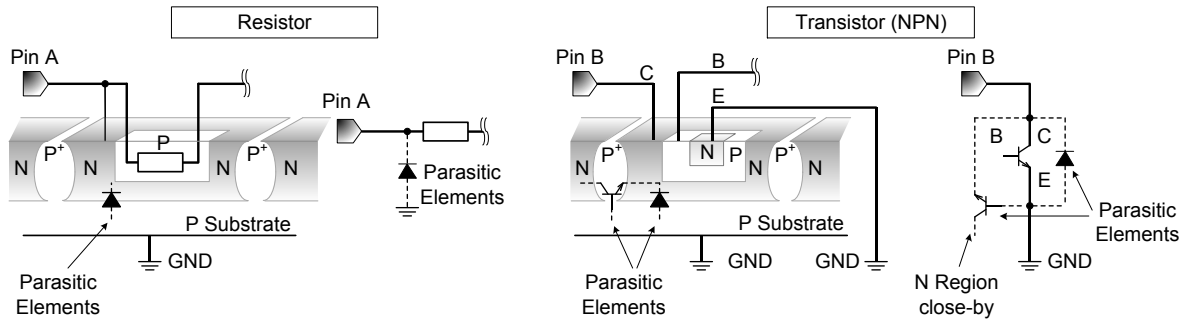 Resistor
Transistor (NPN)
Pin A
Pin B
C
B
E
Pin B
Pin A
N
P+
N
P
N
P+
N
N
P+
N
N
P
N
P+
N
B
C
E
Parasitic
Elements
P Substrate
GND
Parasitic
Elements
P Substrate
GND
GND
Parasitic
Elements
Parasitic
Elements
N Region
close-by
GND